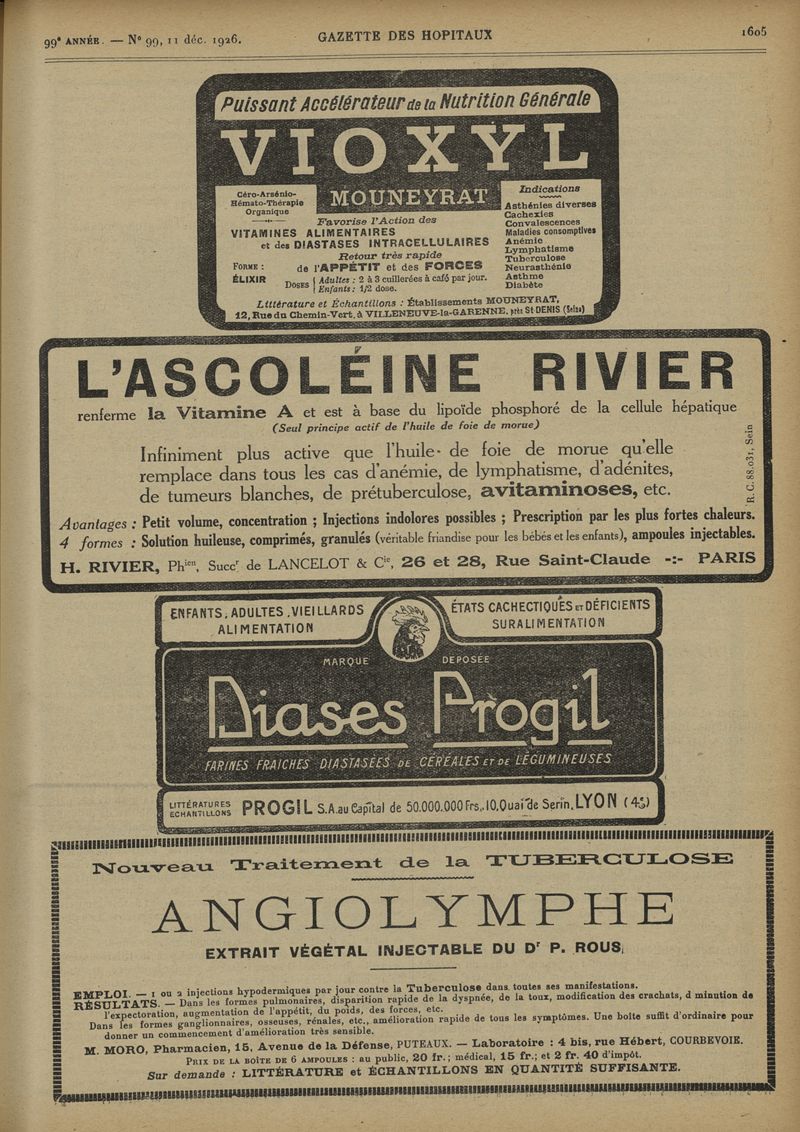 99e ANNÉE. — No 99, 11 déc. 1926.
GAZETTE DES HOPITAUX
1605
Puissant Accélérateur de la Nutrition Générale
VIOXYL
MOUNEYRAT
Céro-Arsénio-
Hémato-Thérapie
Organique
Favorise l'Action des
VITAMINES ALIMENTAIRES
et des DIASTASES INTRACELLULAIRES
Retour très rapide
de l'APPÉTIT et des FORCES
FORME :
ÉLIXIR
DOSES
Adultes : 2 à 3 cuillerées à café par jour.
Enfants : 1/2 dose.
Indications
Asthénies diverses
Cachexies
Convalescences
Maladies consomptives
Anémie
Lymphatisme
Tuberculose
Neurasthénie
Asthme
Diabète
Littérature et Échantillons : Établissements MOUNEYRAT,
12, Rue du Chemin-Vert, à VILLENEUVE-la-GARENNE, près St DENIS (Seine)
L'ASCOLÉINE RIVIER
renferme la Vitamine A et est à base du lipoïde phosphoré de la cellule hépatique
(Seul principe actif de l'huile de foie de morue)
Infiniment plus active que l'huile de foie de morue qu'elle
remplace dans tous les cas d'anémie, de lymphatisme, d'adénites,
de tumeurs blanches, de prétuberculose, avitaminoses, etc.
R. C. 88.031, Sein
Avantages : Petit volume, concentration ; Injections indolores possibles ; Prescription par les plus fortes chaleurs.
4 formes : Solution huileuse, comprimés, granulés (véritable friandise pour les bébés et les enfants), ampoules injectables.
H. RIVIER, Phien, Succr de LANCELOT & Cie, 26 et 28, Rue Saint-Claude -:- PARIS
ENFANTS, ADULTES, VIEILLARDS
ALIMENTATION
ÉTATS CACHECTIQUES ET DÉFICIENTS
SURALIMENTATION
MARQUE DEPOSÉE
Diases Progil
FARINES FRAICHES DIASTASÉES DE CÉRÉALES ET DE LÉGUMINEUSES
LITTÉRATURES
ECHANTILLONS
PROGIL S.A. au Capital de 50.000.000 Frs., 10, Quai de Serin, LYON (4e)
Nouveau Traitement de la TUBERCULOSE
ANGIOLYMPHE
EXTRAIT VÉGÉTAL INJECTABLE DU Dr P. ROUS
EMPLOI. — 1 ou 2 injections hypodermiques par jour contre la Tuberculose dans toutes ses manifestations.
RÉSULTATS. — Dans les formes pulmonaires, disparition rapide de la dyspnée, de la toux, modification des crachats, d minution de
l'expectoration, augmentation de l'appétit, du poids, des forces, etc.
Dans les formes ganglionnaires, osseuses, rénales, etc., amélioration rapide de tous les symptômes. Une boîte suffit d'ordinaire pour
donner un commencement d'amélioration très sensible.
M. MORO, Pharmacien, 15, Avenue de la Défense, PUTEAUX. — Laboratoire : 4 bis, rue Hébert, COURBEVOIE.
PRIX DE LA BOÎTE DE 6 AMPOULES : au public, 20 fr.; médical, 15 fr.; et 2 fr. 40 d'impôt.
Sur demande : LITTÉRATURE et ÉCHANTILLONS EN QUANTITÉ SUFFISANTE.